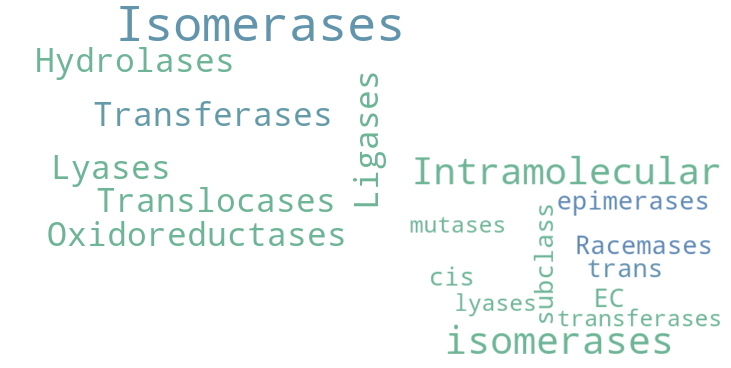 Isomerases
Hydrolases
Transferases
Ligases
Lyases
Translocases
Oxidoreductases
Intramolecular
epimerases
mutases
subclass
Racemases
trans
cis
EC
lyases
transferases
isomerases